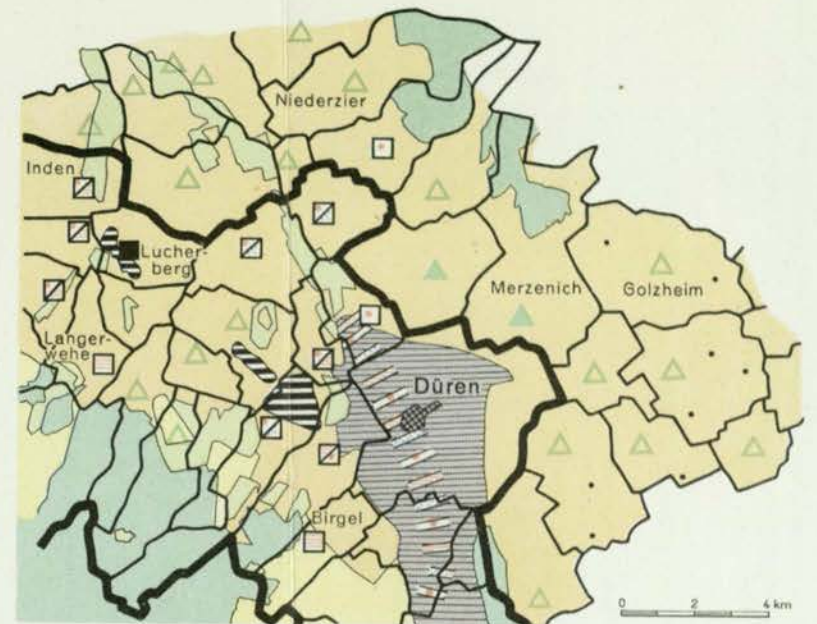 Niederzier
Inden
Lucher-
berg
Merzenich
Golzheim
Langer-
wehe
Düren
Birgel
0 2 4 km